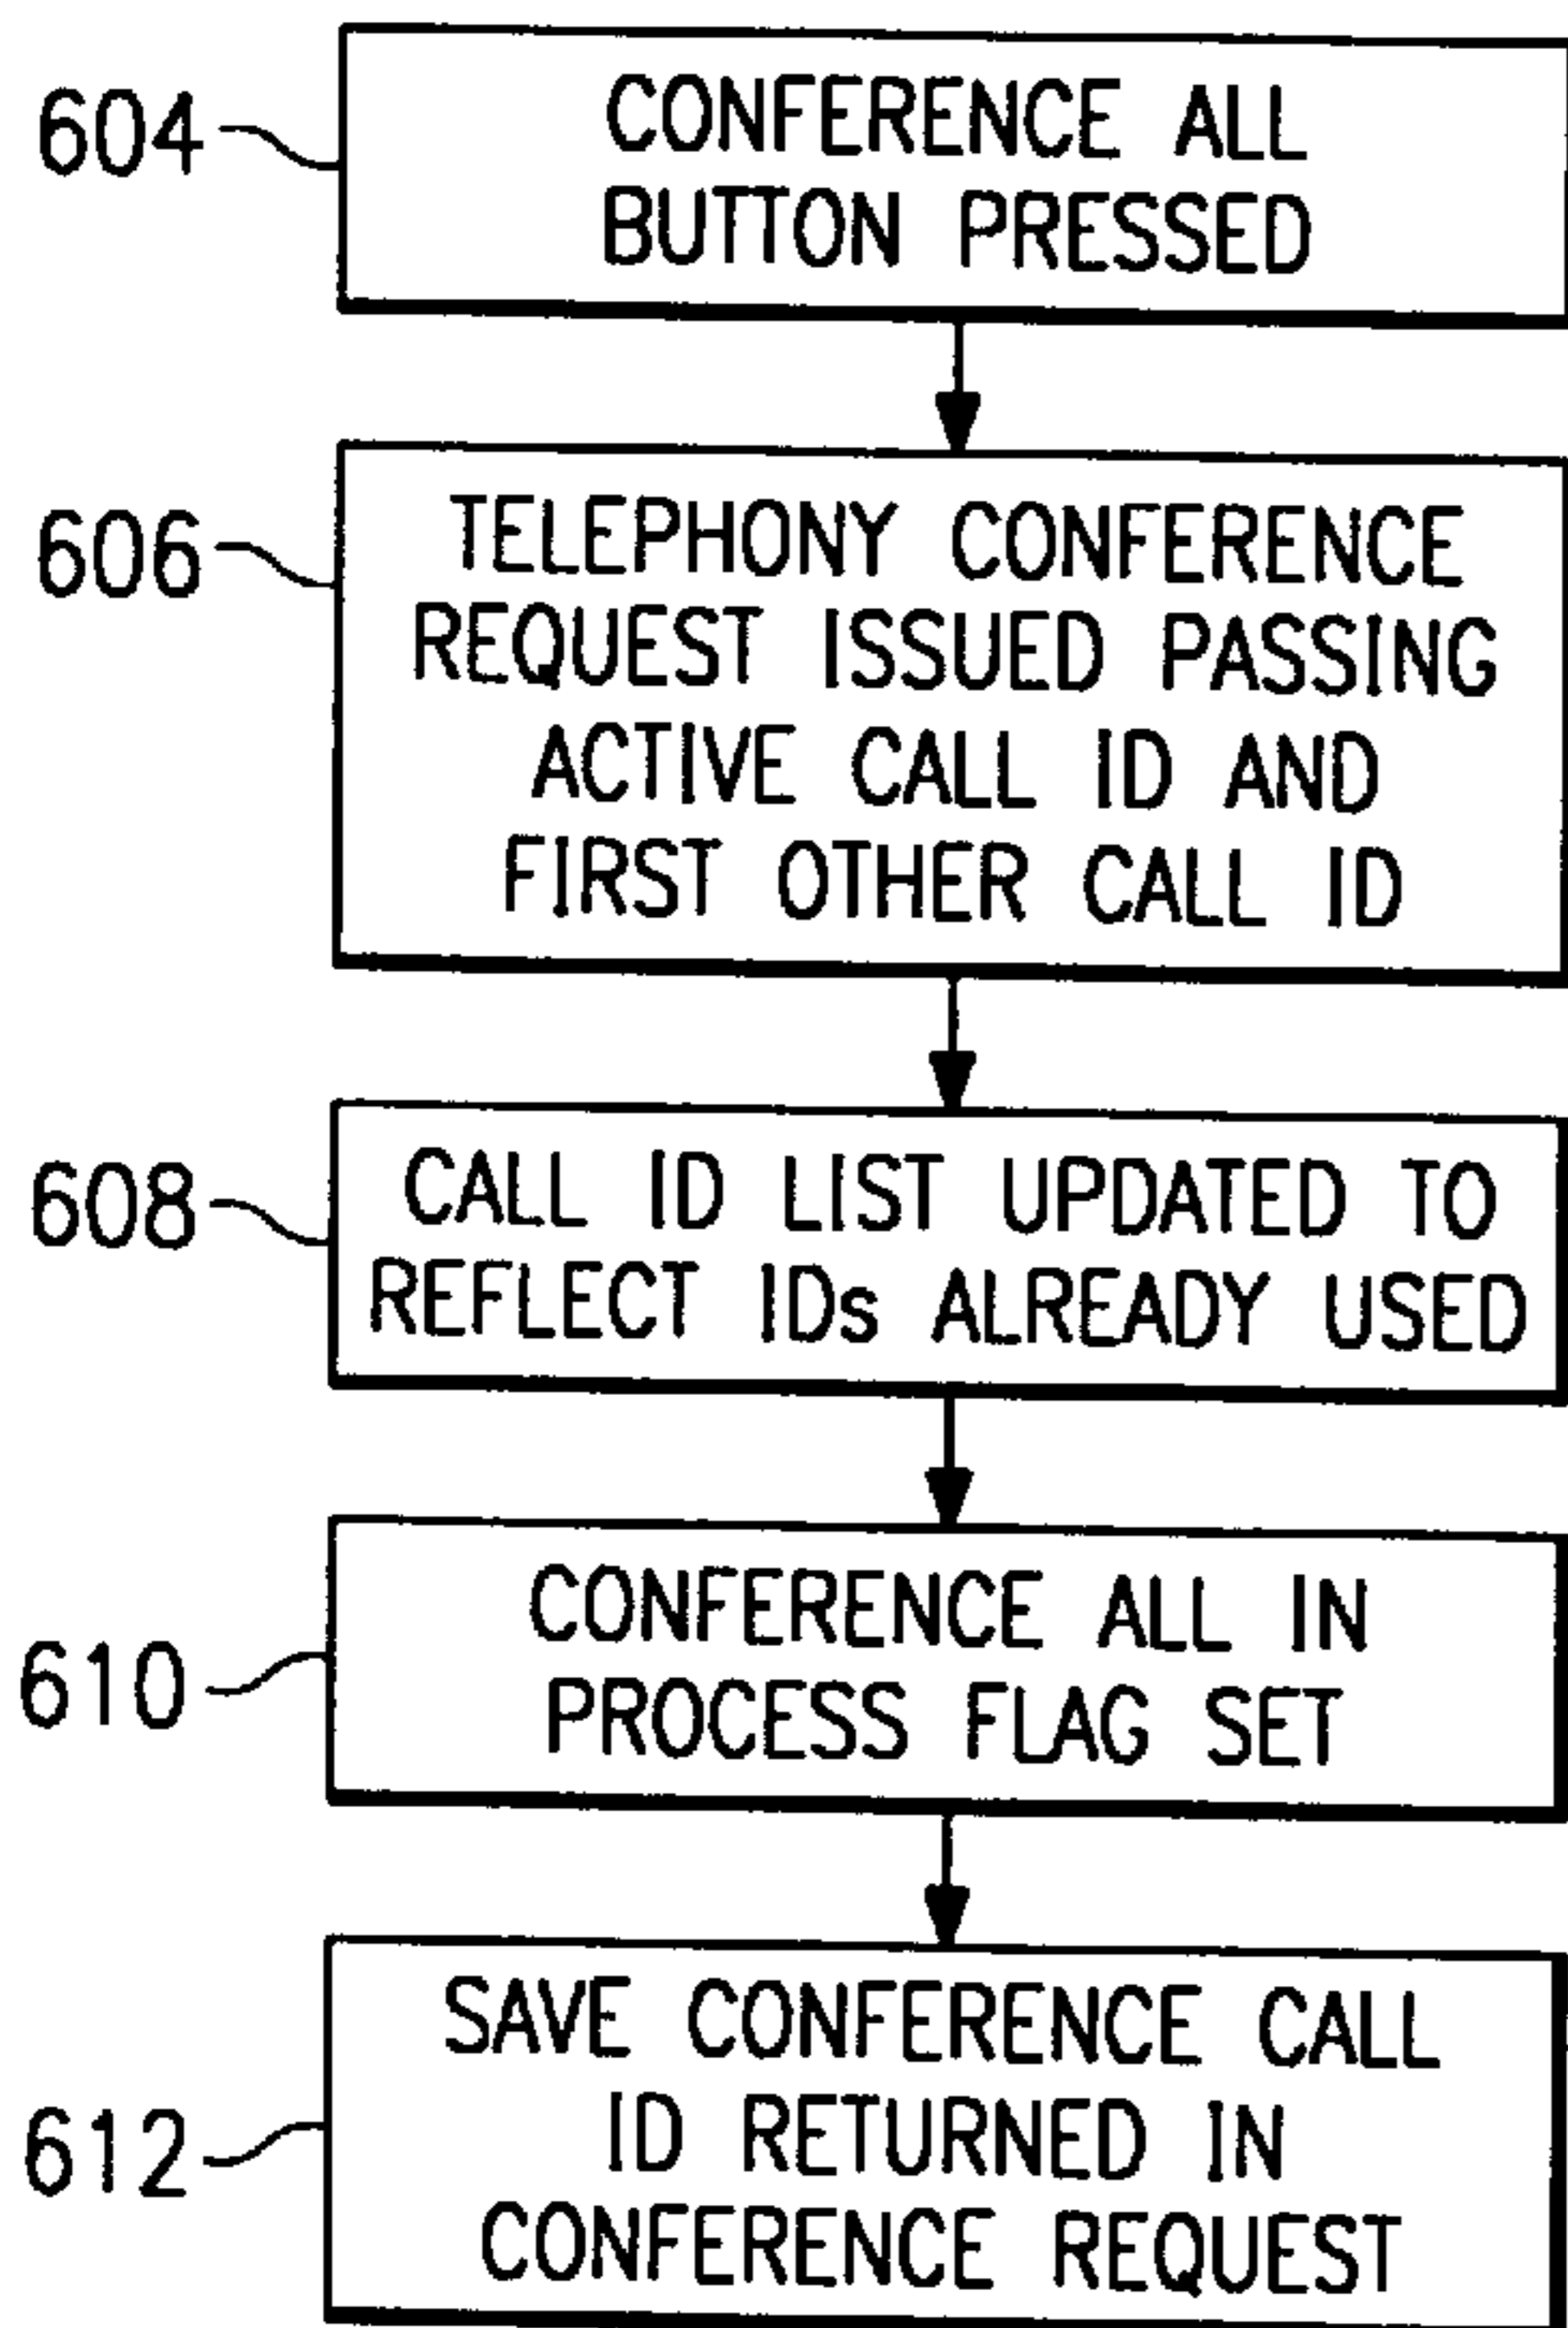 604
CONFERENCE ALL
BUTTON PRESSED
606
TELEPHONY CONFERENCE
REQUEST ISSUED PASSING
ACTIVE CALL ID AND
FIRST OTHER CALL ID
608
CALL ID LIST UPDATED TO
REFLECT IDs ALREADY USED
610
CONFERENCE ALL IN
PROCESS FLAG SET
612
SAVE CONFERENCE CALL
ID RETURNED IN
CONFERENCE REQUEST